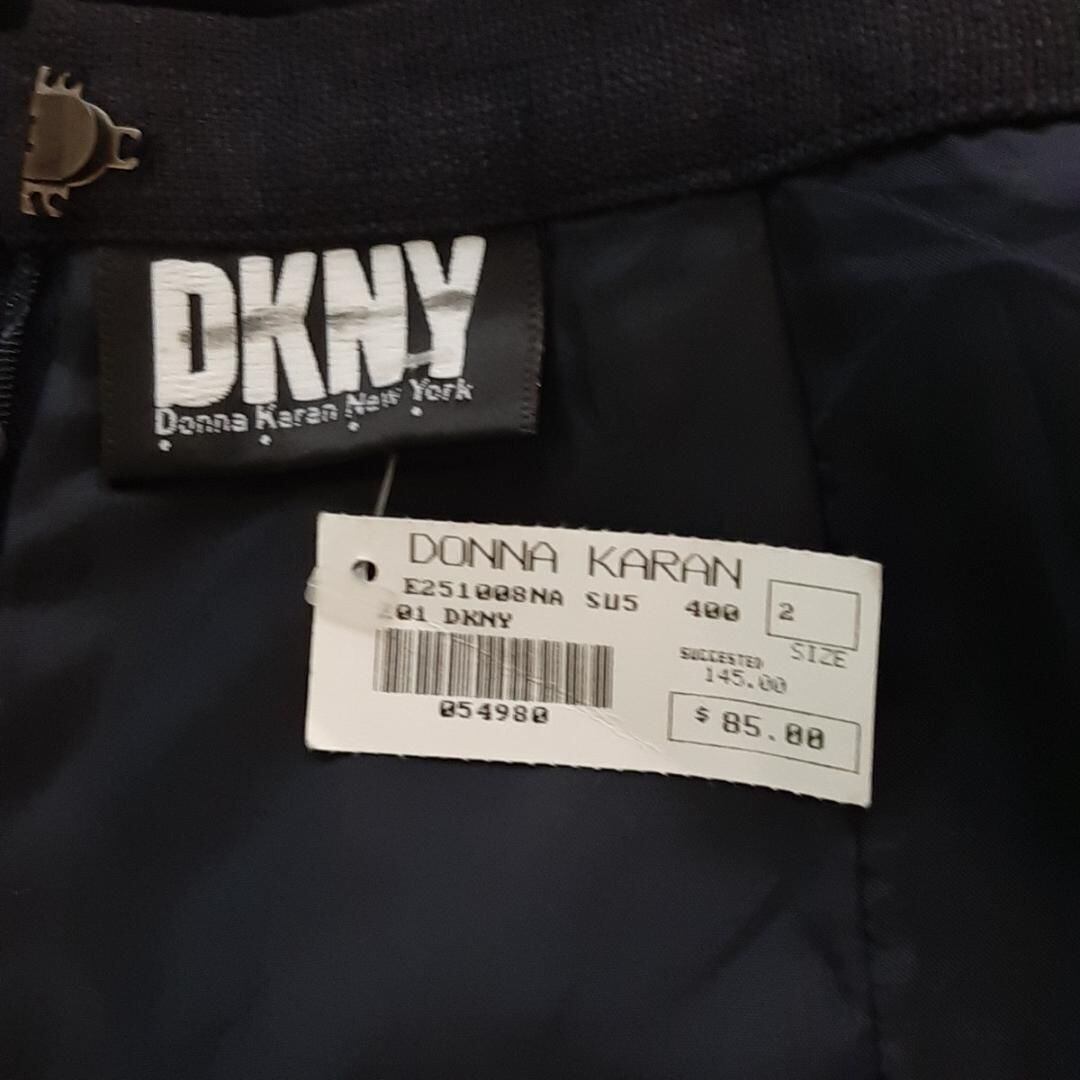 DKNY
Donna Karan New York
DONNA KARAN
E251008NA SU5 400 2
01 DKNY
SIZE
SUGGESTED
145.00
054980
$ 85.00